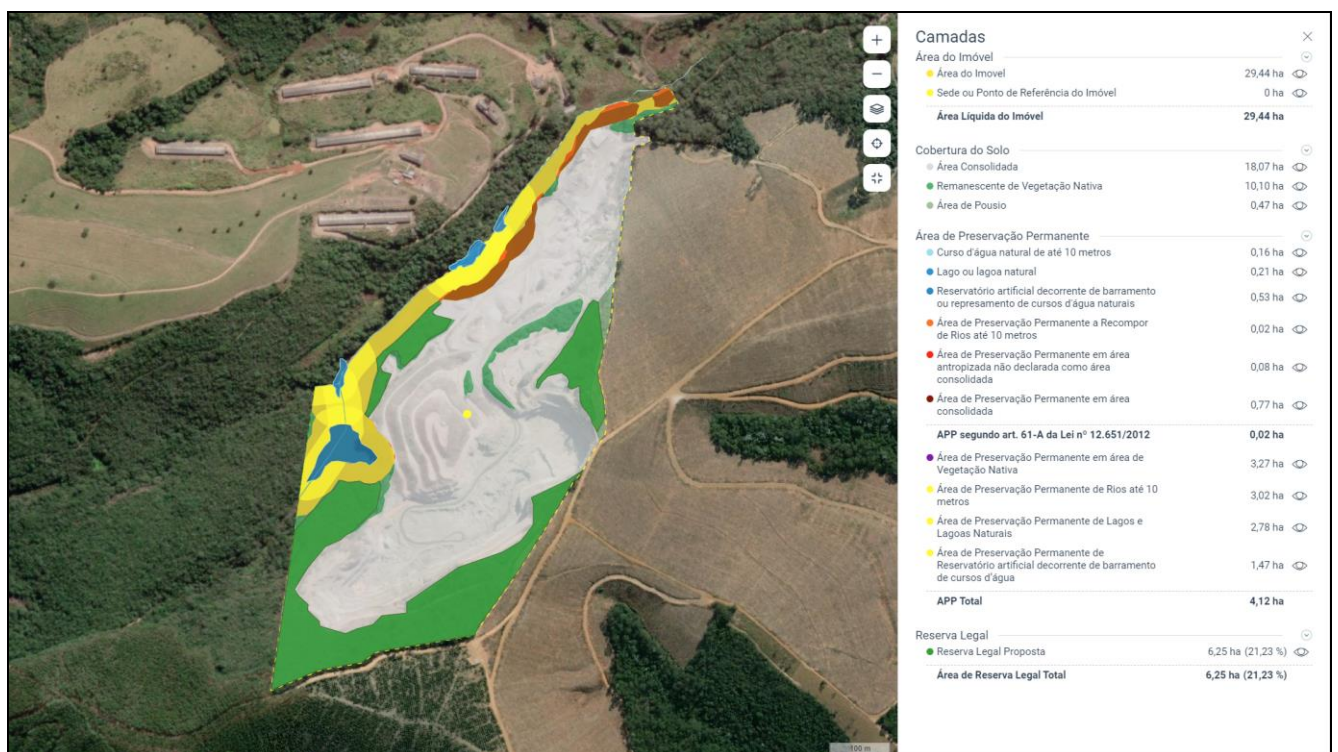 Camadas
Área do Imóvel
Área do Imovel 29,44 ha
Sede ou Ponto de Referência do Imóvel 0 ha
Área Líquida do Imóvel 29,44 ha
Cobertura do Solo
Área Consolidada 18,07 ha
Remanescente de Vegetação Nativa 10,10 ha
Área de Pousio 0,47 ha
Área de Preservação Permanente
Curso d'água natural de até 10 metros 0,16 ha
Lago ou lagoa natural 0,21 ha
Reservatório artificial decorrente de barramento
ou represamento de cursos d'água naturais 0,53 ha
Área de Preservação Permanente a Recompor
de Rios até 10 metros 0,02 ha
Área de Preservação Permanente em área
antropizada não declarada como área
consolidada 0,08 ha
Área de Preservação Permanente em área
consolidada 0,77 ha
APP segundo art. 61-A da Lei nº 12.651/2012 0,02 ha
Área de Preservação Permanente em área de
Vegetação Nativa 3,27 ha
Área de Preservação Permanente de Rios até 10
metros 3,02 ha
Área de Preservação Permanente de Lagos e
Lagoas Naturais 2,78 ha
Área de Preservação Permanente de
Reservatório artificial decorrente de barramento
de cursos d'água 1,47 ha
APP Total 4,12 ha
Reserva Legal
Reserva Legal Proposta 6,25 ha (21,23 %)
Área de Reserva Legal Total 6,25 ha (21,23 %)
100 m